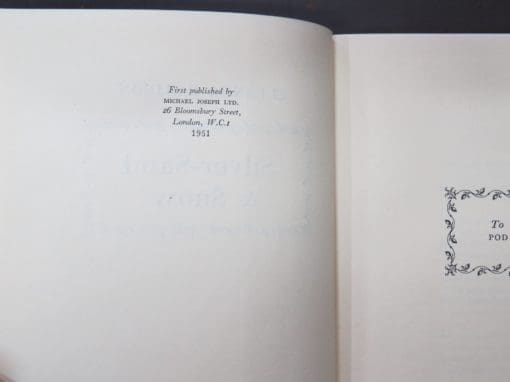 First published by
MICHAEL JOSEPH LTD.
26 Bloomsbury Street,
London, W.C.1
1951
To
POD